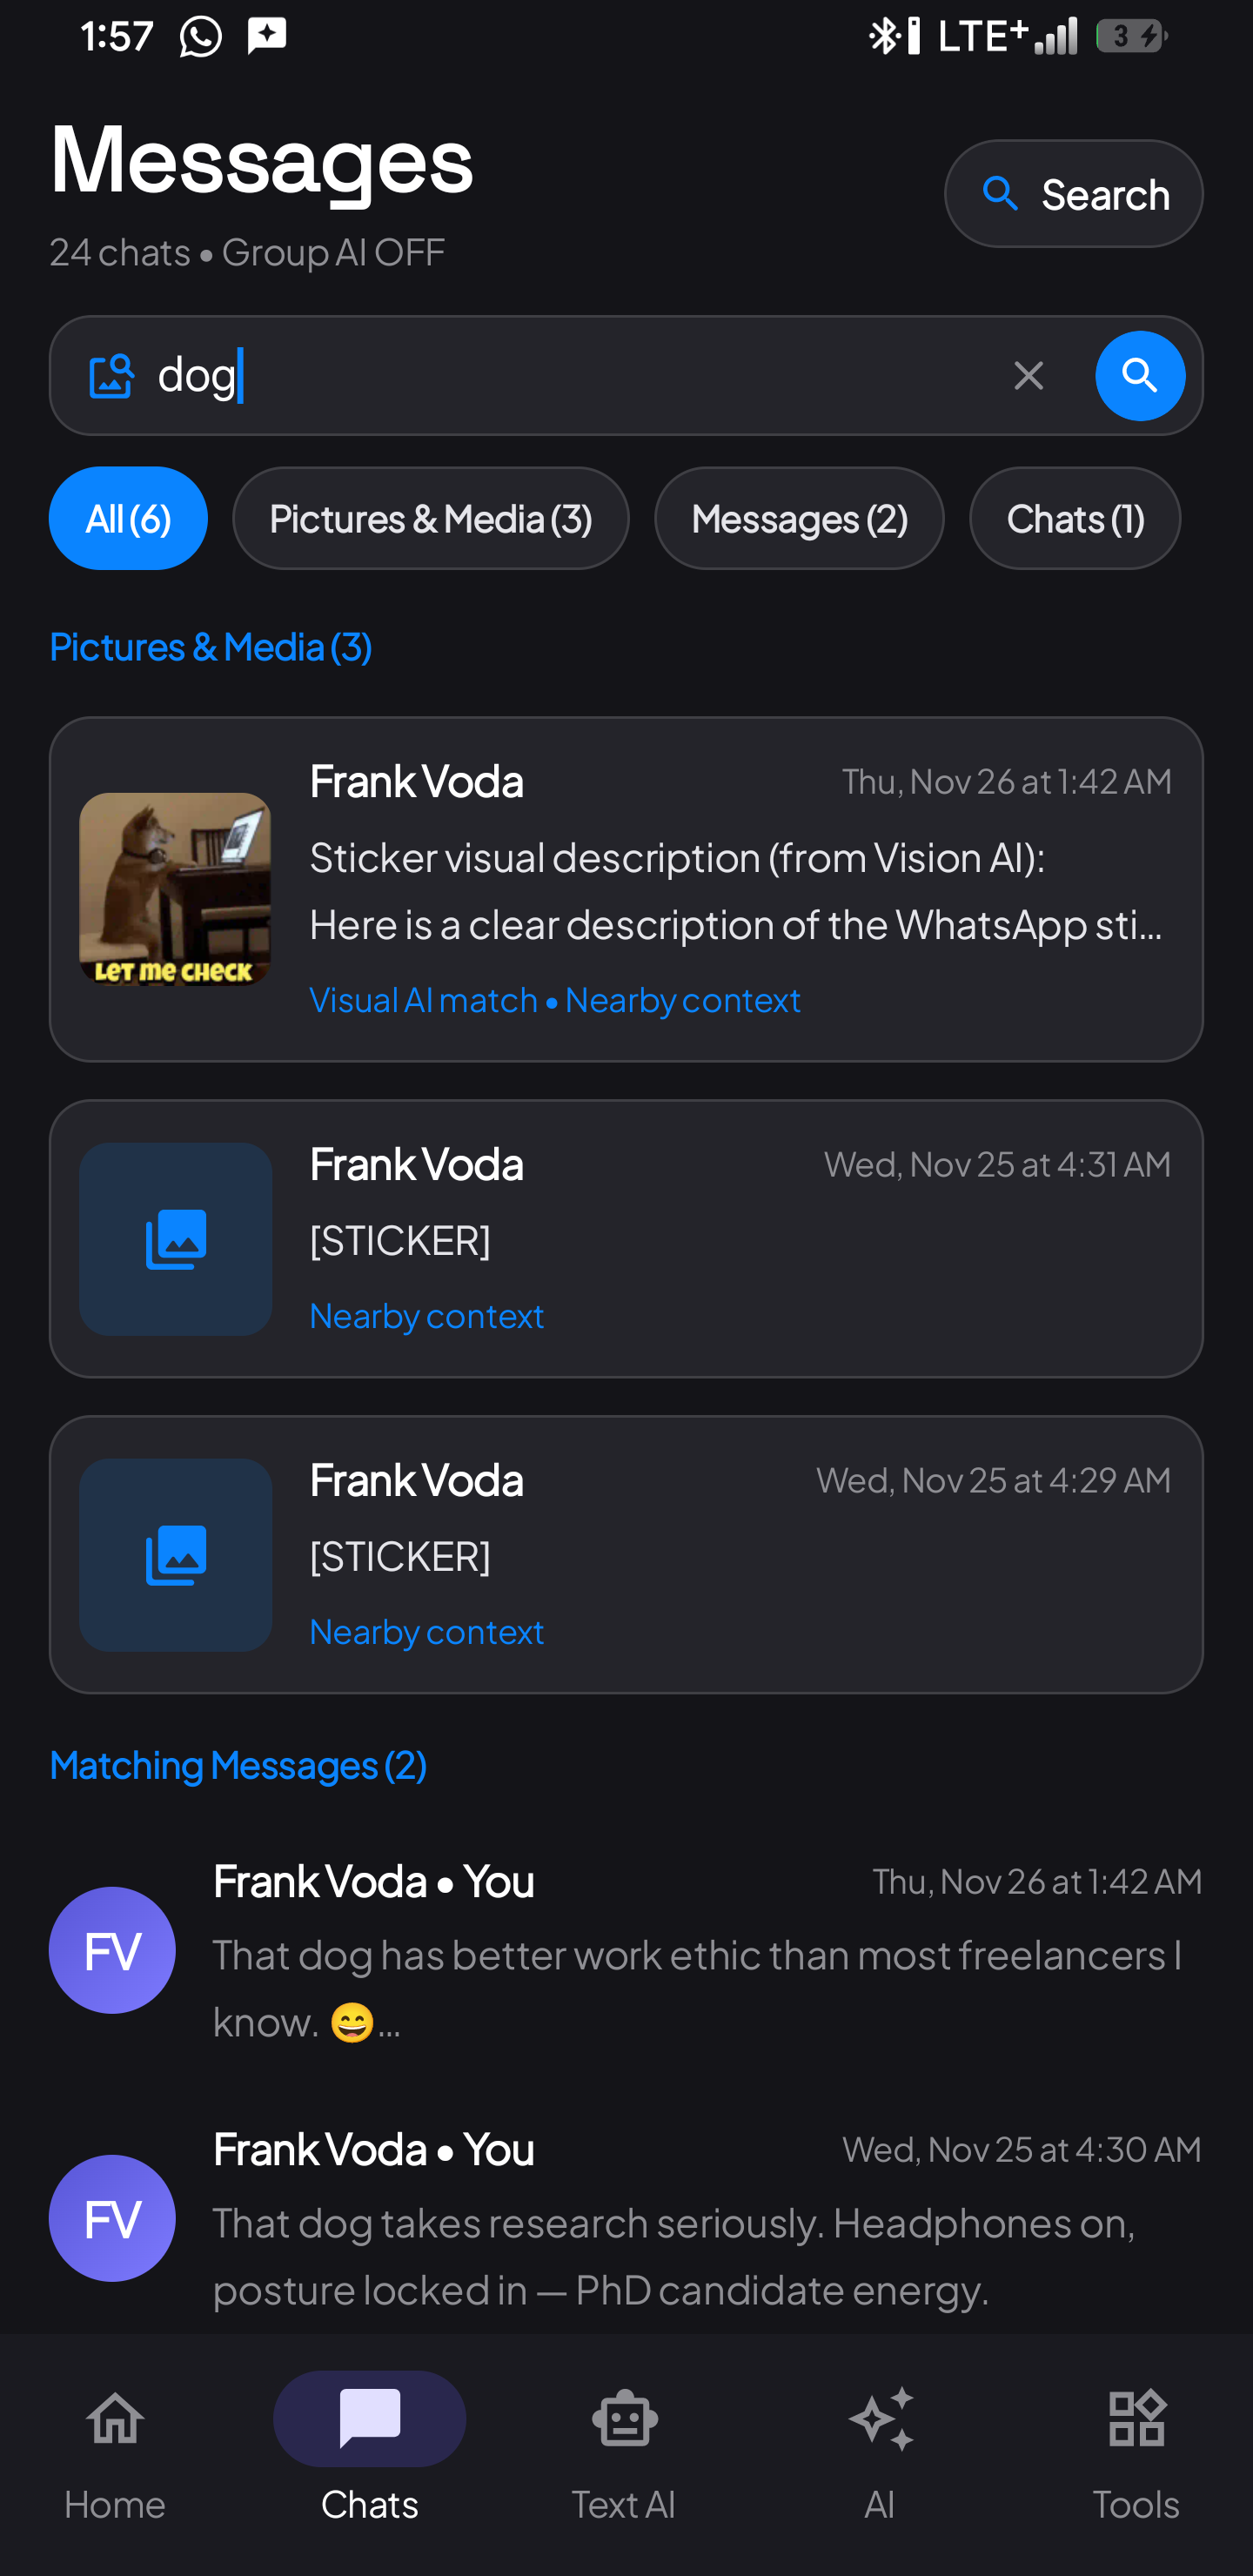 1:57
LTE+
3
Messages
Search
24 chats • Group AI OFF
dog
All (6)
Pictures & Media (3)
Messages (2)
Chats (1)
Pictures & Media (3)
Frank Voda
Thu, Nov 26 at 1:42 AM
Sticker visual description (from Vision AI):
Here is a clear description of the WhatsApp sti...
LET ME CHECK
Visual AI match • Nearby context
Frank Voda
Wed, Nov 25 at 4:31 AM
[STICKER]
Nearby context
Frank Voda
Wed, Nov 25 at 4:29 AM
[STICKER]
Nearby context
Matching Messages (2)
Frank Voda • You
Thu, Nov 26 at 1:42 AM
FV
That dog has better work ethic than most freelancers I
know. 😄...
Frank Voda • You
Wed, Nov 25 at 4:30 AM
FV
That dog takes research seriously. Headphones on,
posture locked in — PhD candidate energy.
Home
Chats
Text AI
AI
Tools